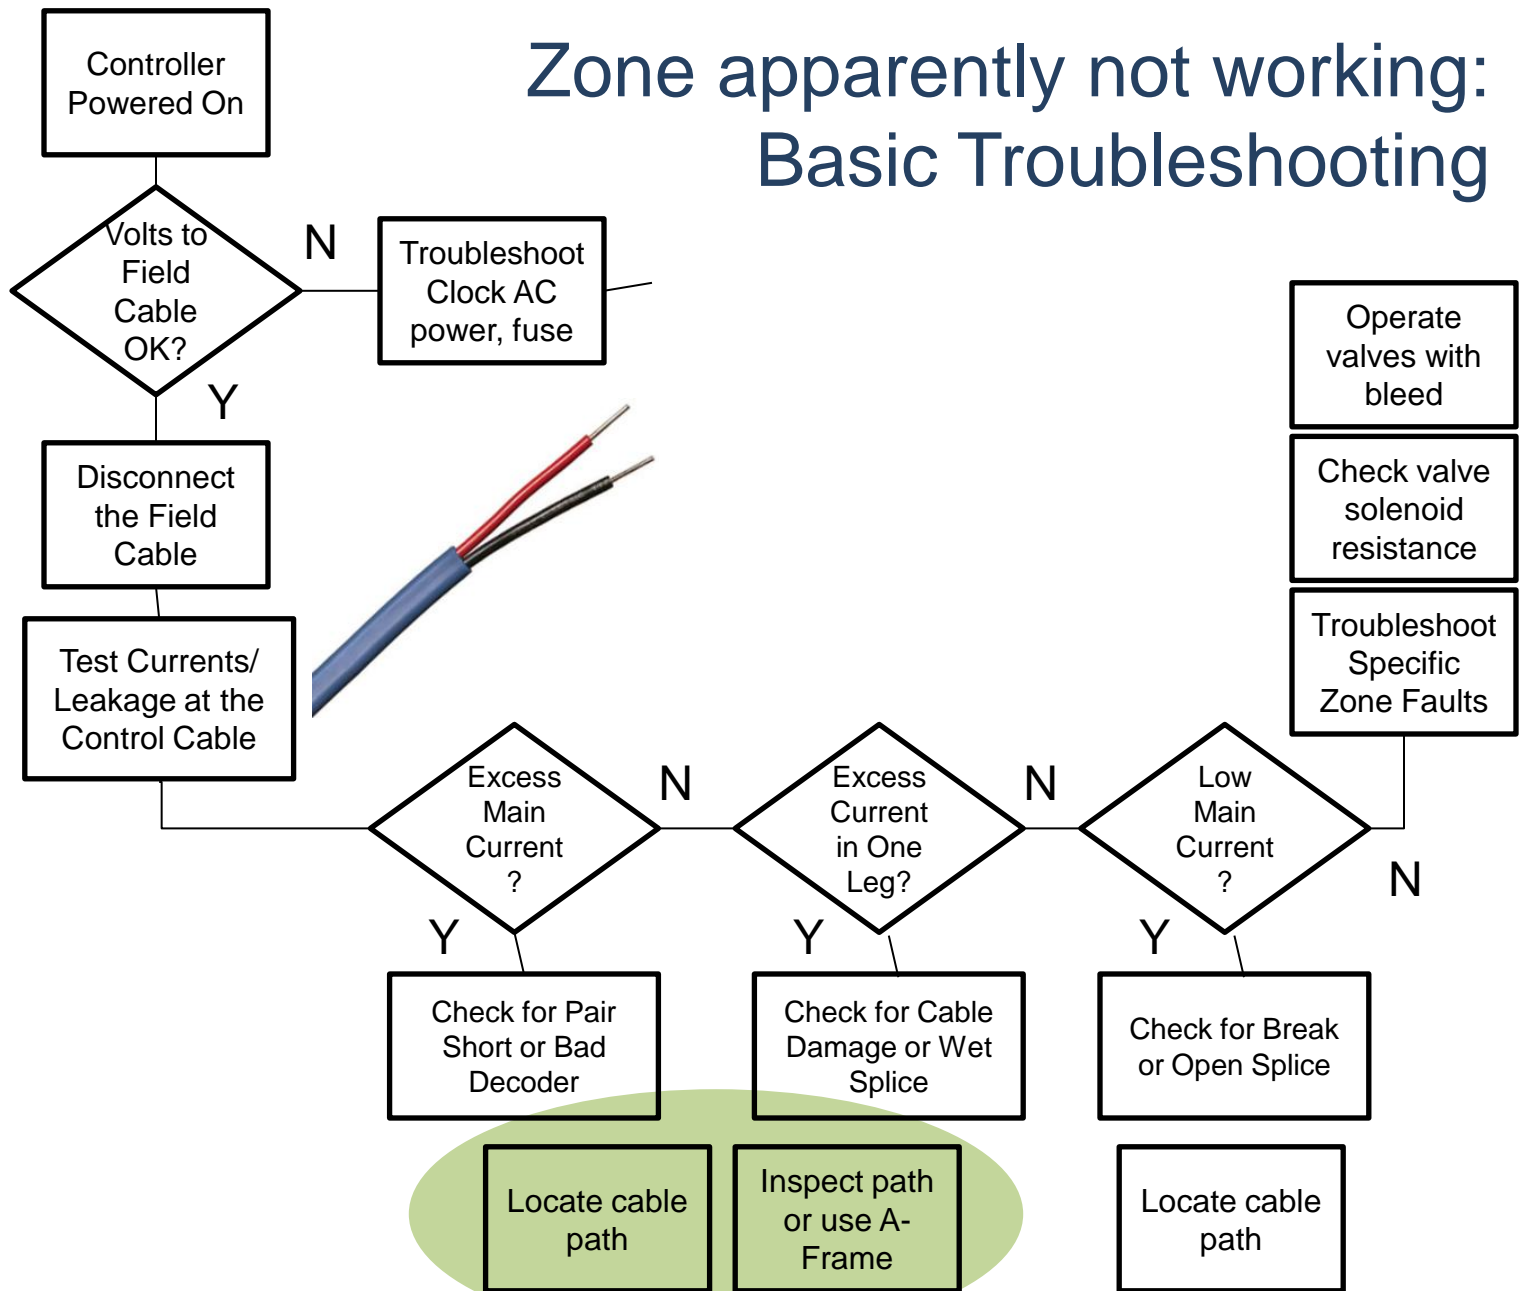 Zone apparently not working:
Basic Troubleshooting
Controller
Powered On
Volts to
Field
Cable
OK?
N
Troubleshoot
Clock AC
power, fuse
Y
Disconnect
the Field
Cable
Test Currents/
Leakage at the
Control Cable
Excess
Main
Current
?
N
Excess
Current
in One
Leg?
N
Low
Main
Current
?
N
Operate
valves with
bleed
Check valve
solenoid
resistance
Troubleshoot
Specific
Zone Faults
Y
Y
Y
Check for Pair
Short or Bad
Decoder
Check for Cable
Damage or Wet
Splice
Check for Break
or Open Splice
Locate cable
path
Inspect path
or use A-
Frame
Locate cable
path